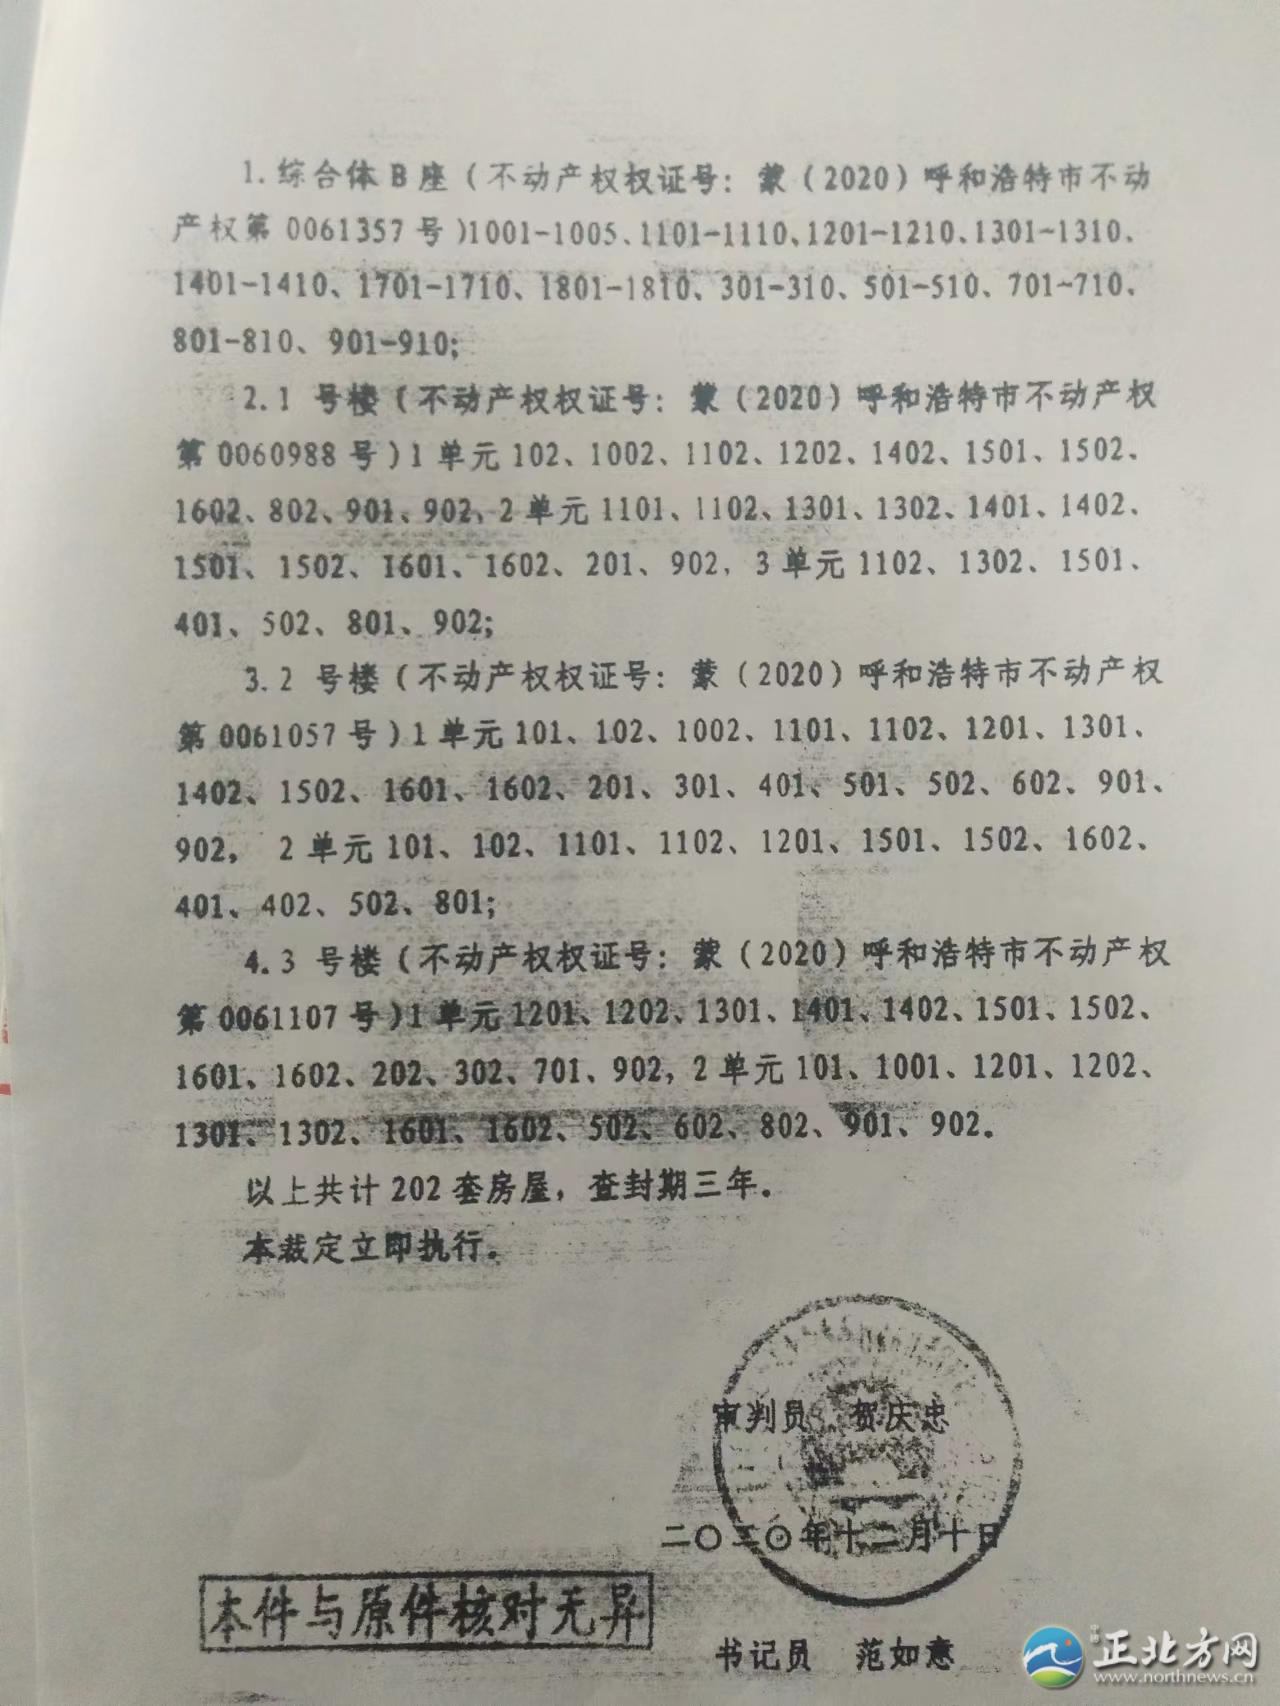 1.综合体B座（不动产权权证号：蒙（2020）呼和浩特市不动
产权第0061357号)1001-1005、1101-1110、1201-1210、1301-1310、
1401-1410、1701-1710、1801-1810、301-310、501-510、701-710、
801-810、901-910;
2.1 号楼（不动产权权证号：蒙（2020）呼和浩特市不动产权
第0060988号)1单元102、1002、1102、1202、1402、1501、1502、
1602、802、901、902，2单元1101、1102、1301、1302、1401、1402、
1501、1502、1601、1602、201、902，3单元1102、1302、1501、
401、502、801、902;
3.2 号楼（不动产权权证号：蒙（2020）呼和浩特市不动产权
第0061057号)1单元101、102、1002、1101、1102、1201、1301、
1402、1502、1601、1602、201、301、401、501、502、602、901、
902， 2单元101、102、1101、1102、1201、1501、1502、1602、
401、402、502、801;
4.3 号楼（不动产权权证号：蒙（2020）呼和浩特市不动产权
第0061107号)1单元1201、1202、1301、1401、1402、1501、1502、
1601、1602、202、302、701、902，2单元101、1001、1201、1202、
1301、1302、1601、1602、502、602、802、901、902。
以上共计202套房屋，查封期三年。
本裁定立即执行。
审判员 贺庆忠
二〇二〇年十二月十日
本件与原件核对无异
书记员 范如意
中国 正北方网
www.northnews.cn